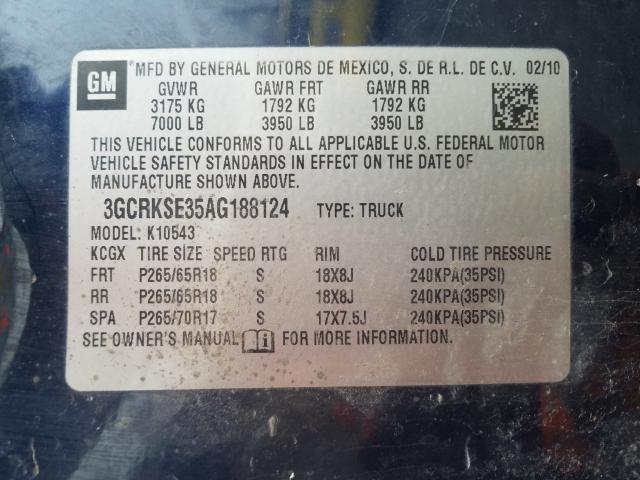 GM MFD BY GENERAL MOTORS DE MEXICO, S. DE R.L. DE C.V. 02/10
GVWR GAWR FRT GAWR RR
3175 KG 1792 KG 1792 KG
7000 LB 3950 LB 3950 LB
THIS VEHICLE CONFORMS TO ALL APPLICABLE U.S. FEDERAL MOTOR
VEHICLE SAFETY STANDARDS IN EFFECT ON THE DATE OF
MANUFACTURE SHOWN ABOVE.
3GCRKSE35AG188124 TYPE: TRUCK
MODEL: K10543
KCGX TIRE SIZE SPEED RTG RIM COLD TIRE PRESSURE
FRT P265/65R18 S 18X8J 240KPA(35PSI)
RR P265/65R18 S 18X8J 240KPA(35PSI)
SPA P265/70R17 S 17X7.5J 240KPA(35PSI)
SEE OWNER'S MANUAL FOR MORE INFORMATION.